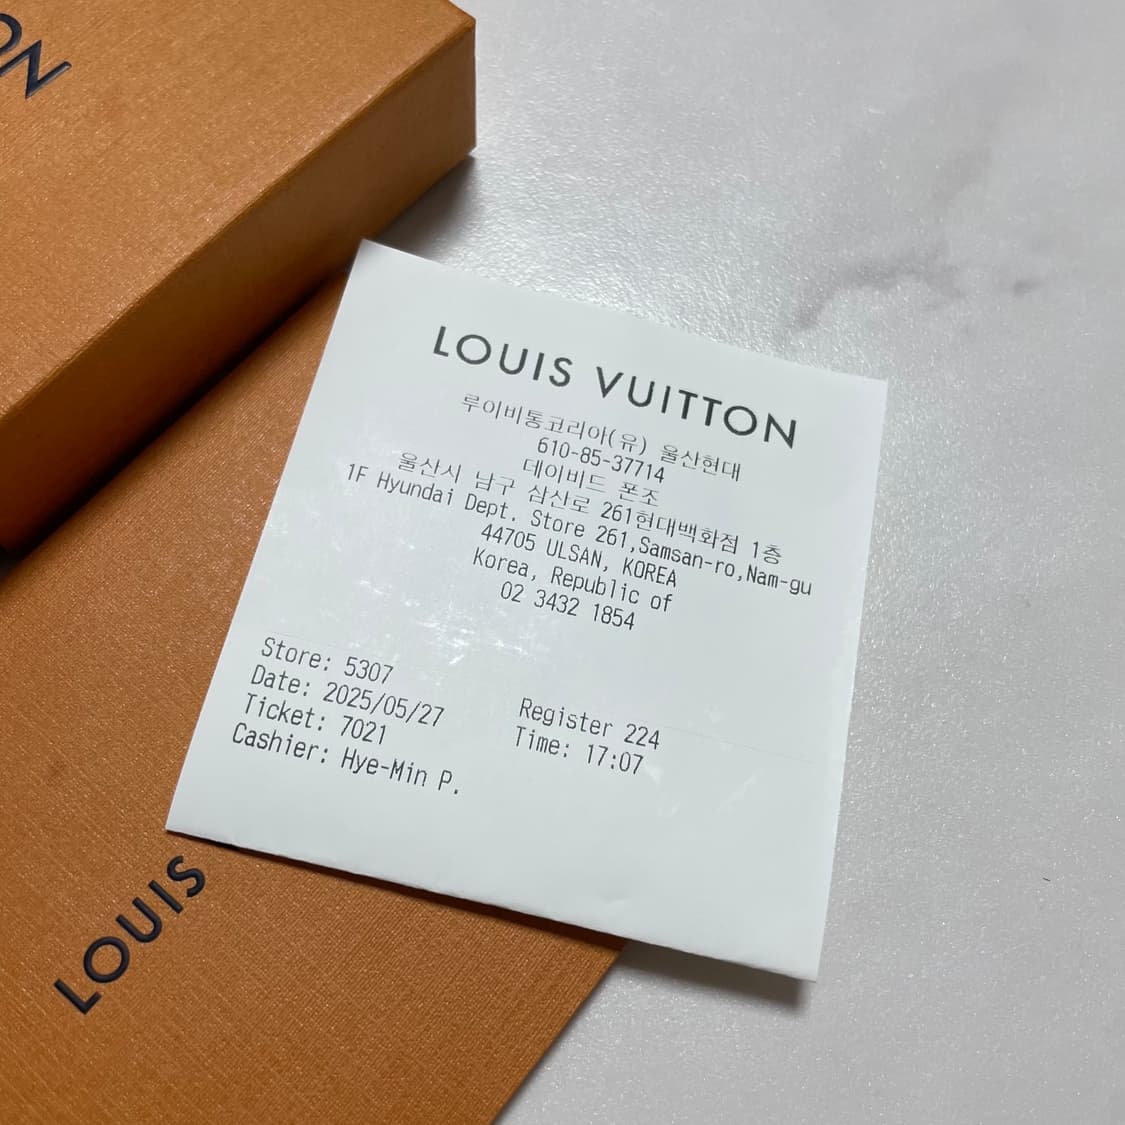 ON
LOUIS VUITTON
루이비통코리아(유) 울산현대
610-85-37714
데이비드 폰조
울산시 남구 삼산로 261현대백화점 1층
1F Hyundai Dept. Store 261,Samsan-ro,Nam-gu
44705 ULSAN, KOREA
Korea, Republic of
02 3432 1854
Store: 5307
Date: 2025/05/27 Register 224
Ticket: 7021 Time: 17:07
Cashier: Hye-Min P.
LOUIS